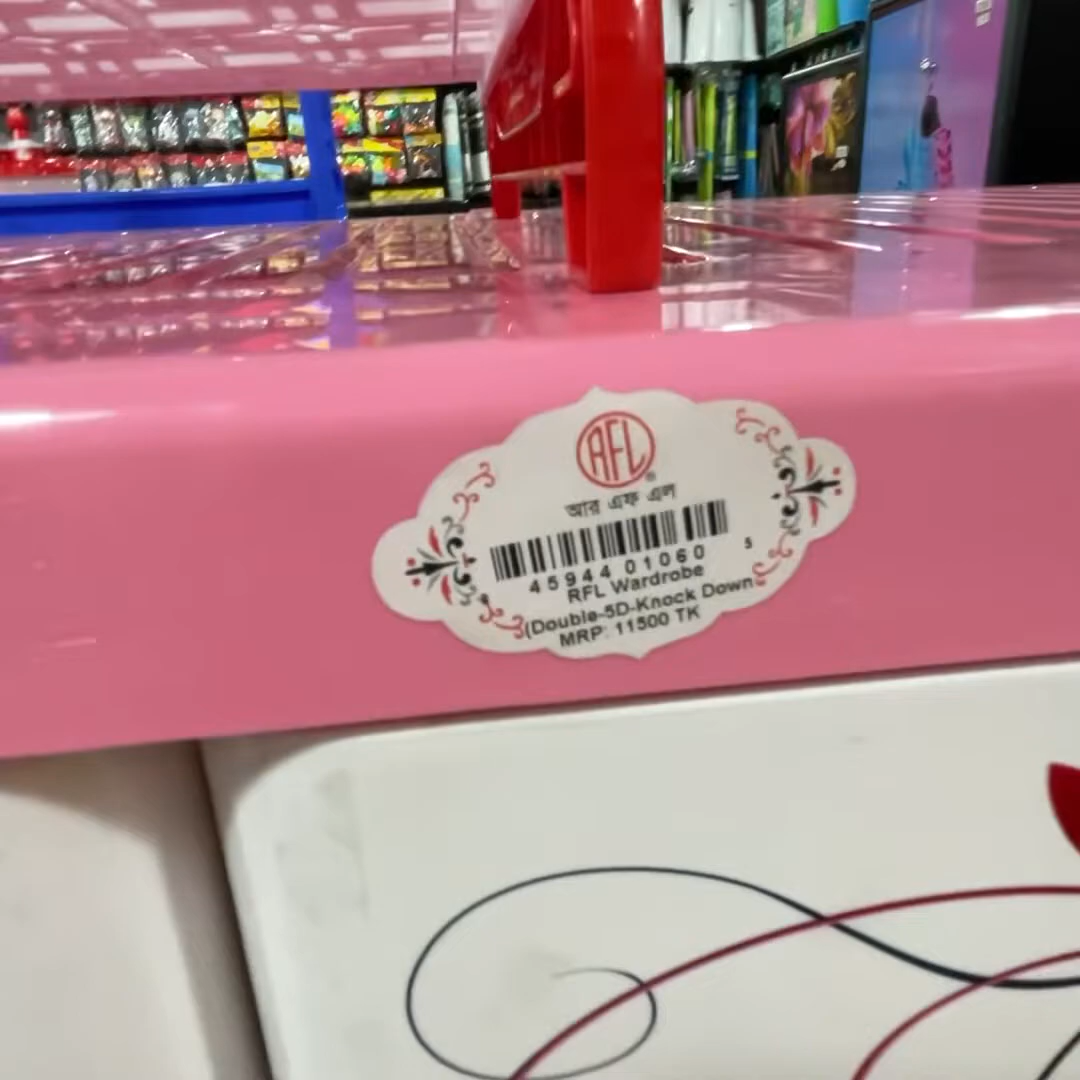 RFL
আর এফ এল
45944 01060 5
RFL Wardrobe
(Double-5D-Knock Down
MRP: 11500 TK